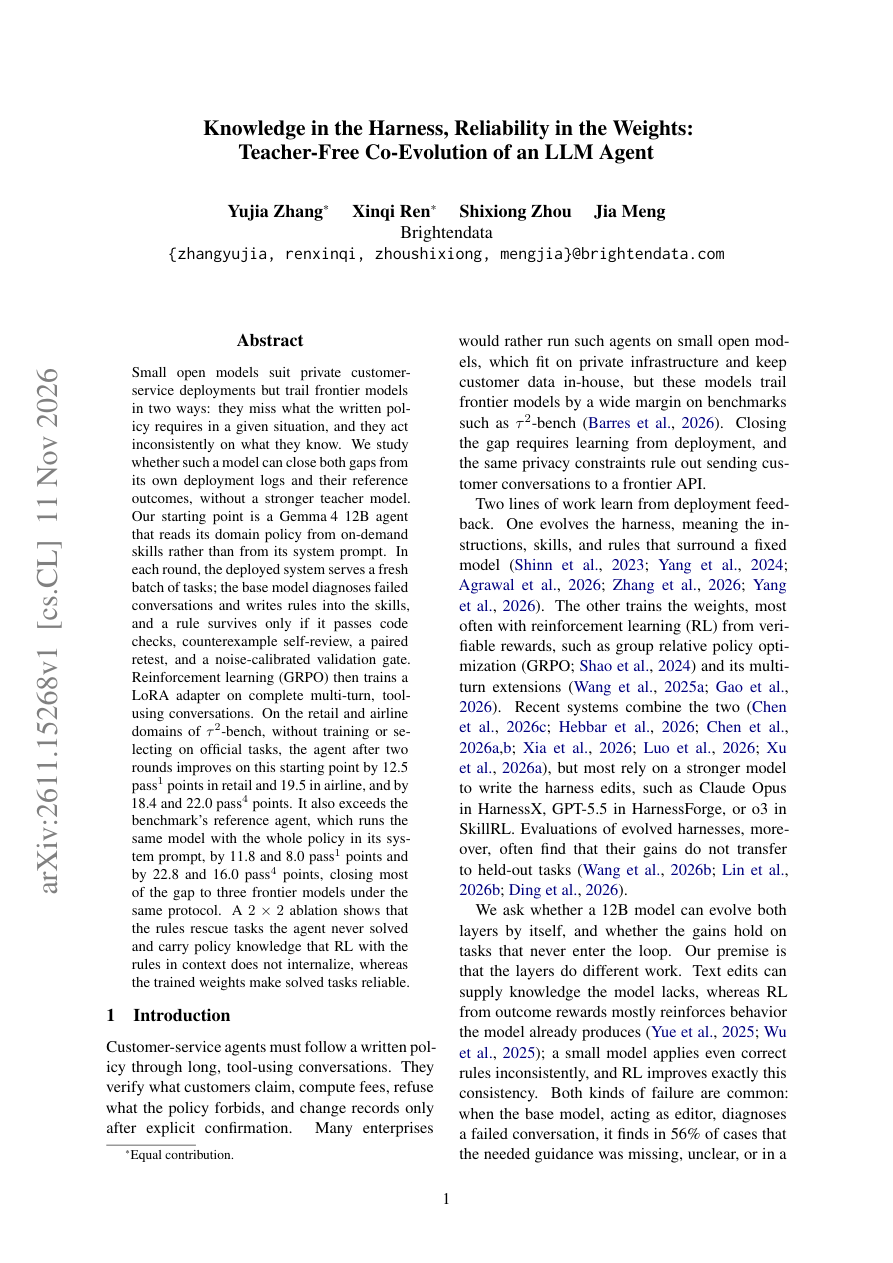 arXiv:2611.15268v1 [cs.CL] 11 Nov 2026
Knowledge in the Harness, Reliability in the Weights:
Teacher-Free Co-Evolution of an LLM Agent
Yujia Zhang* Xinqi Ren* Shixiong Zhou Jia Meng
Brightendata
{zhangyujia, renxinqi, zhoushixiong, mengjia}@brightendata.com
Abstract
Small open models suit private customer-
service deployments but trail frontier models
in two ways: they miss what the written pol-
icy requires in a given situation, and they act
inconsistently on what they know. We study
whether such a model can close both gaps from
its own deployment logs and their reference
outcomes, without a stronger teacher model.
Our starting point is a Gemma 4 12B agent
that reads its domain policy from on-demand
skills rather than from its system prompt. In
each round, the deployed system serves a fresh
batch of tasks; the base model diagnoses failed
conversations and writes rules into the skills,
and a rule survives only if it passes code
checks, counterexample self-review, a paired
retest, and a noise-calibrated validation gate.
Reinforcement learning (GRPO) then trains a
LoRA adapter on complete multi-turn, tool-
using conversations. On the retail and airline
domains of τ²-bench, without training or se-
lecting on official tasks, the agent after two
rounds improves on this starting point by 12.5
pass¹ points in retail and 19.5 in airline, and by
18.4 and 22.0 pass⁴ points. It also exceeds the
benchmark's reference agent, which runs the
same model with the whole policy in its sys-
tem prompt, by 11.8 and 8.0 pass¹ points and
by 22.8 and 16.0 pass⁴ points, closing most
of the gap to three frontier models under the
same protocol. A 2 × 2 ablation shows that
the rules rescue tasks the agent never solved
and carry policy knowledge that RL with the
rules in context does not internalize, whereas
the trained weights make solved tasks reliable.
1 Introduction
Customer-service agents must follow a written pol-
icy through long, tool-using conversations. They
verify what customers claim, compute fees, refuse
what the policy forbids, and change records only
after explicit confirmation. Many enterprises
*Equal contribution.
would rather run such agents on small open mod-
els, which fit on private infrastructure and keep
customer data in-house, but these models trail
frontier models by a wide margin on benchmarks
such as τ²-bench (Barres et al., 2026). Closing
the gap requires learning from deployment, and
the same privacy constraints rule out sending cus-
tomer conversations to a frontier API.
Two lines of work learn from deployment feed-
back. One evolves the harness, meaning the in-
structions, skills, and rules that surround a fixed
model (Shinn et al., 2023; Yang et al., 2024;
Agrawal et al., 2026; Zhang et al., 2026; Yang
et al., 2026). The other trains the weights, most
often with reinforcement learning (RL) from veri-
fiable rewards, such as group relative policy opti-
mization (GRPO; Shao et al., 2024) and its multi-
turn extensions (Wang et al., 2025a; Gao et al.,
2026). Recent systems combine the two (Chen
et al., 2026c; Hebbar et al., 2026; Chen et al.,
2026a,b; Xia et al., 2026; Luo et al., 2026; Xu
et al., 2026a), but most rely on a stronger model
to write the harness edits, such as Claude Opus
in HarnessX, GPT-5.5 in HarnessForge, or o3 in
SkillRL. Evaluations of evolved harnesses, more-
over, often find that their gains do not transfer
to held-out tasks (Wang et al., 2026b; Lin et al.,
2026b; Ding et al., 2026).
We ask whether a 12B model can evolve both
layers by itself, and whether the gains hold on
tasks that never enter the loop. Our premise is
that the layers do different work. Text edits can
supply knowledge the model lacks, whereas RL
from outcome rewards mostly reinforces behavior
the model already produces (Yue et al., 2025; Wu
et al., 2025); a small model applies even correct
rules inconsistently, and RL improves exactly this
consistency. Both kinds of failure are common:
when the base model, acting as editor, diagnoses
a failed conversation, it finds in 56% of cases that
the needed guidance was missing, unclear, or in a
1